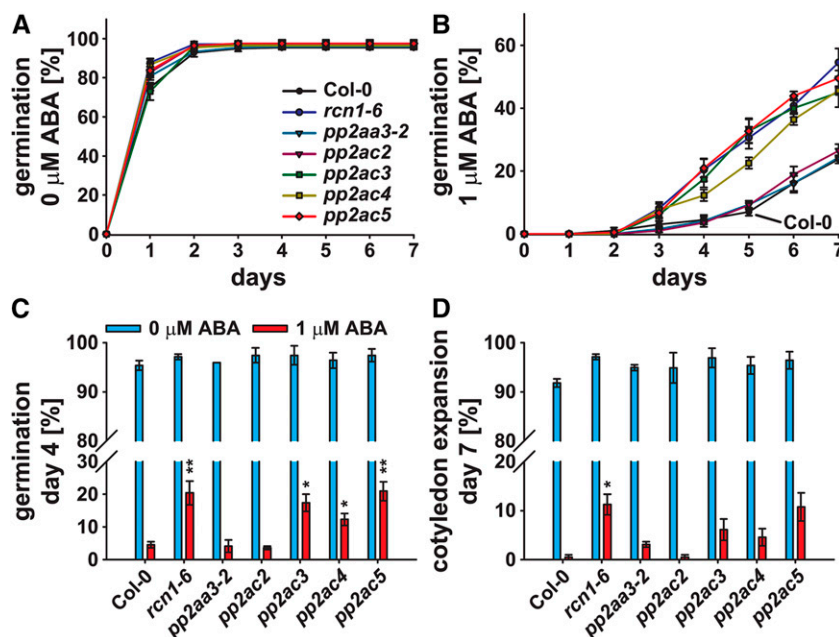 A
germination
0 μM ABA [%]
100
80
60
40
20
0
0 1 2 3 4 5 6 7
days
Col-0
rcn1-6
pp2aa3-2
pp2ac2
pp2ac3
pp2ac4
pp2ac5
B
germination
1 μM ABA [%]
60
40
20
0
0 1 2 3 4 5 6 7
days
Col-0
C
0 μM ABA
1 μM ABA
germination
day 4 [%]
100
90
80
30
20
10
0
**
*
*
**
Col-0
rcn1-6
pp2aa3-2
pp2ac2
pp2ac3
pp2ac4
pp2ac5
D
cotyledon expansion
day 7 [%]
100
90
80
20
10
0
*
Col-0
rcn1-6
pp2aa3-2
pp2ac2
pp2ac3
pp2ac4
pp2ac5